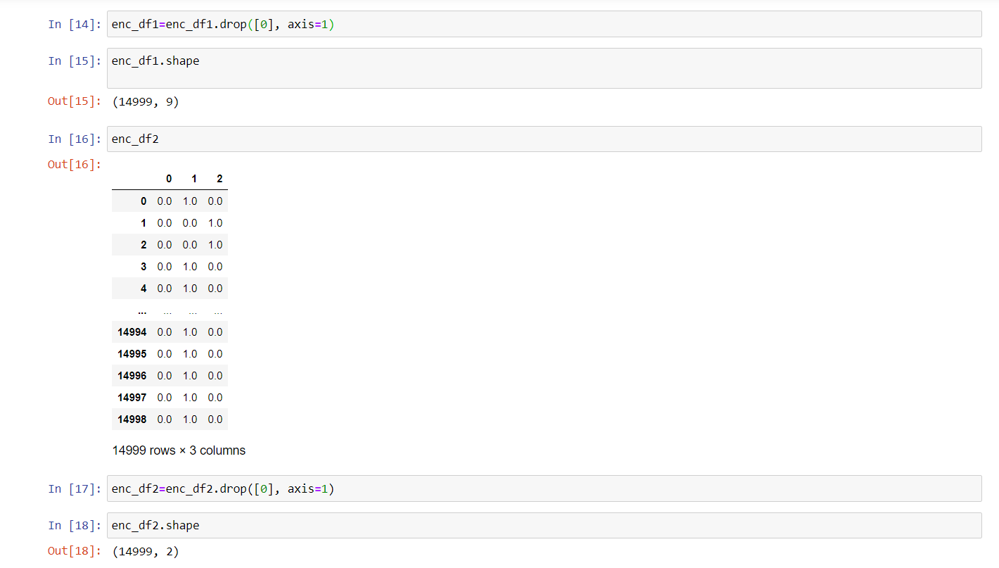 In [14]: enc_df1=enc_df1.drop([0], axis=1)
In [15]: enc_df1.shape
Out[15]: (14999, 9)
In [16]: enc_df2
Out[16]:
0 1 2
0 0.0 1.0 0.0
1 0.0 0.0 1.0
2 0.0 0.0 1.0
3 0.0 1.0 0.0
4 0.0 1.0 0.0
... ... ... ...
14994 0.0 1.0 0.0
14995 0.0 1.0 0.0
14996 0.0 1.0 0.0
14997 0.0 1.0 0.0
14998 0.0 1.0 0.0
14999 rows × 3 columns
In [17]: enc_df2=enc_df2.drop([0], axis=1)
In [18]: enc_df2.shape
Out[18]: (14999, 2)